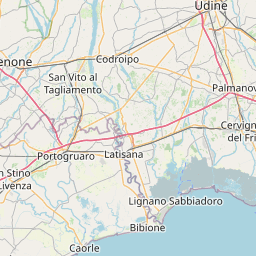 Udine
Codroipo
enone
San Vito al
Tagliamento
Palmanov
Cervign
del Fri
Portogruaro
Latisana
San Stino
Livenza
Lignano Sabbiadoro
Bibione
Caorle